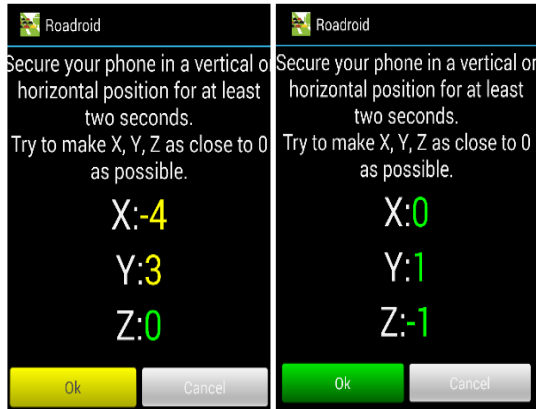 Roadroid
Secure your phone in a vertical or
horizontal position for at least
two seconds.
Try to make X, Y, Z as close to 0
as possible.
X:-4
Y:3
Z:0
Ok Cancel
Roadroid
Secure your phone in a vertical or
horizontal position for at least
two seconds.
Try to make X, Y, Z as close to 0
as possible.
X:0
Y:1
Z:-1
Ok Cancel